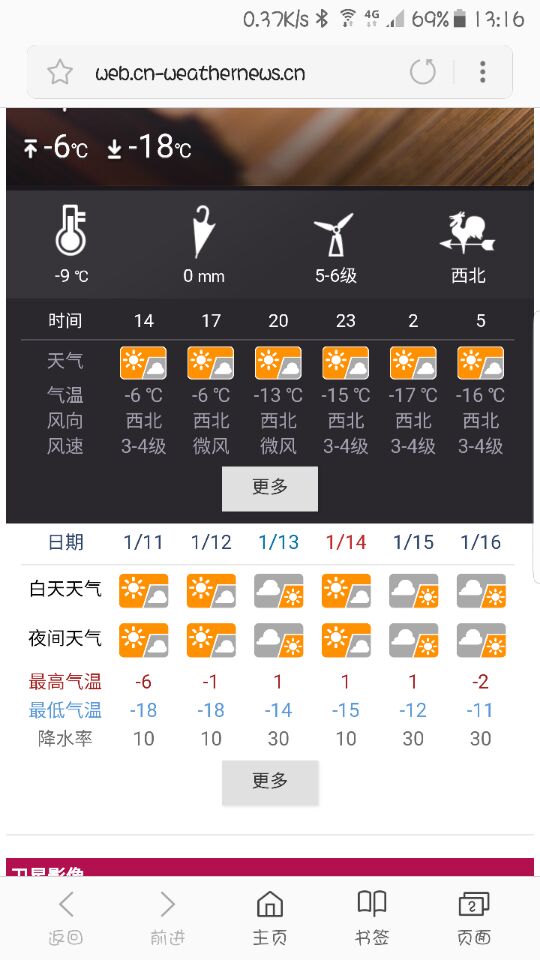 0.37K/s 4G 69% 13:16
web.cn-weathernews.cn
-6℃ -18℃
-9 ℃ 0 mm 5-6级 西北
时间 14 17 20 23 2 5
天气
气温 -6 ℃ -6 ℃ -13 ℃ -15 ℃ -17 ℃ -16 ℃
风向 西北 西北 西北 西北 西北 西北
风速 3-4级 微风 微风 3-4级 3-4级 3-4级
更多
日期 1/11 1/12 1/13 1/14 1/15 1/16
白天天气
夜间天气
最高气温 -6 -1 1 1 1 -2
最低气温 -18 -18 -14 -15 -12 -11
降水率 10 10 30 10 30 30
更多
卫星影像
返回 前进 主页 书签 2 页面